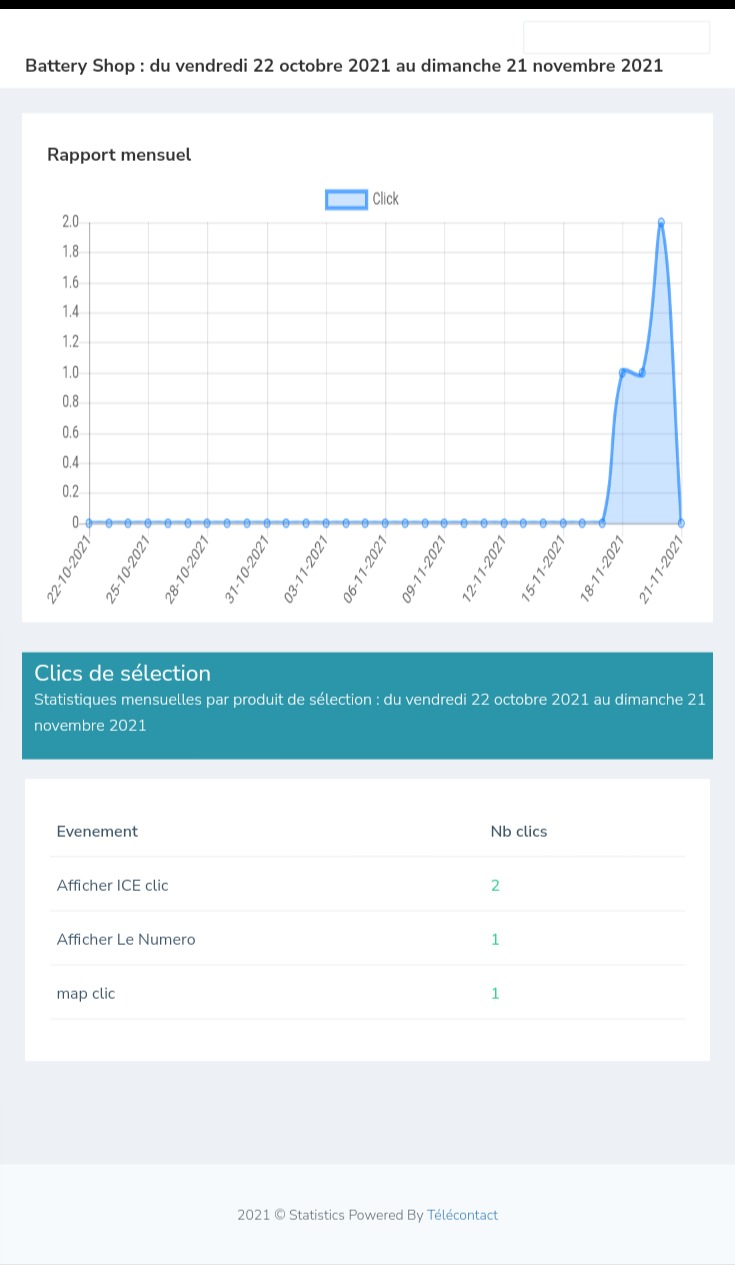 Battery Shop : du vendredi 22 octobre 2021 au dimanche 21 novembre 2021
Rapport mensuel
Click
2.0
1.8
1.6
1.4
1.2
1.0
0.8
0.6
0.4
0.2
0
22-10-2021
25-10-2021
28-10-2021
31-10-2021
03-11-2021
06-11-2021
09-11-2021
12-11-2021
15-11-2021
18-11-2021
21-11-2021
Clics de sélection
Statistiques mensuelles par produit de sélection : du vendredi 22 octobre 2021 au dimanche 21
novembre 2021
Evenement Nb clics
Afficher ICE clic 2
Afficher Le Numero 1
map clic 1
2021 © Statistics Powered By Télécontact